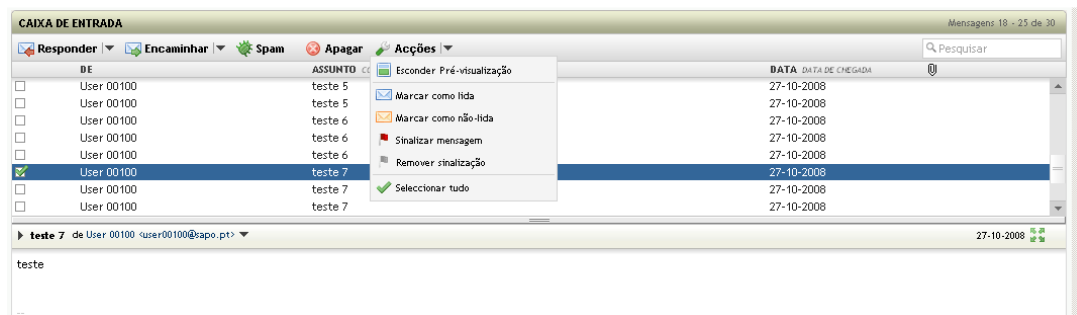 CAIXA DE ENTRADA Mensagens 18 - 25 de 30
Responder Encaminhar Spam Apagar Acções Pesquisar
DE ASSUNTO DATA DATA DE CHEGADA
Esconder Pré-visualização
User 00100 teste 5 27-10-2008
User 00100 teste 5 27-10-2008
Marcar como lida
User 00100 teste 6 27-10-2008
Marcar como não-lida
User 00100 teste 6 27-10-2008
Sinalizar mensagem
User 00100 teste 6 27-10-2008
Remover sinalização
User 00100 teste 7 27-10-2008
User 00100 teste 7 27-10-2008
Seleccionar tudo
User 00100 teste 7 27-10-2008
teste 7 de User 00100 <user00100@sapo.pt> 27-10-2008
teste